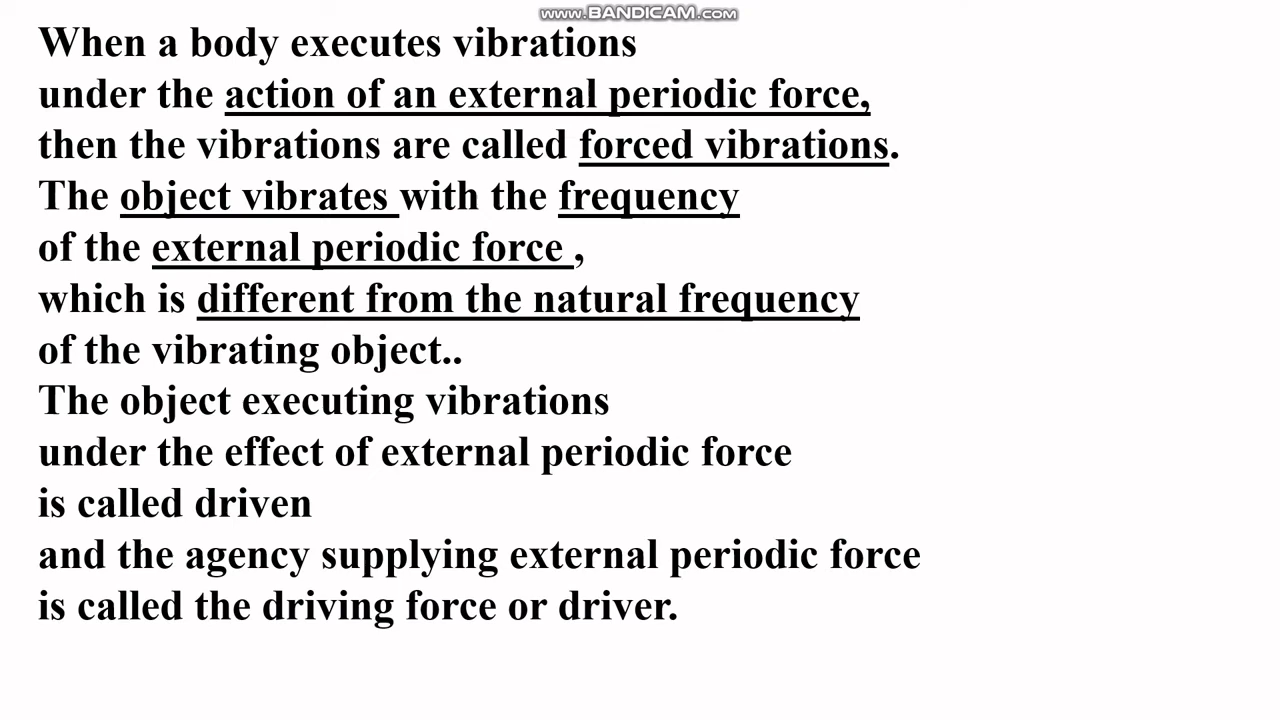 www.BANDICAM.com
When a body executes vibrations
under the action of an external periodic force,
then the vibrations are called forced vibrations.
The object vibrates with the frequency
of the external periodic force ,
which is different from the natural frequency
of the vibrating object..
The object executing vibrations
under the effect of external periodic force
is called driven
and the agency supplying external periodic force
is called the driving force or driver.